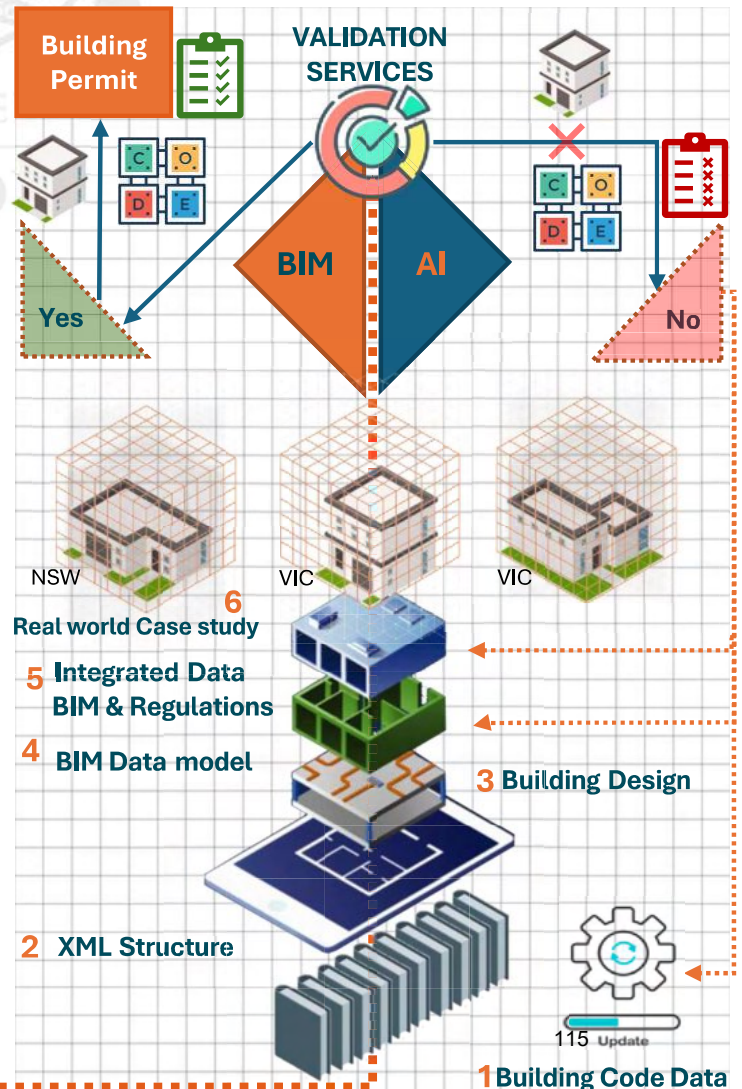 Building
Permit
VALIDATION
SERVICES
C O
D E
C O
D E
BIM
AI
Yes
No
NSW
VIC
VIC
6
Real world Case study
5 Integrated Data
BIM & Regulations
4 BIM Data model
3 Building Design
2 XML Structure
115 Update
1 Building Code Data